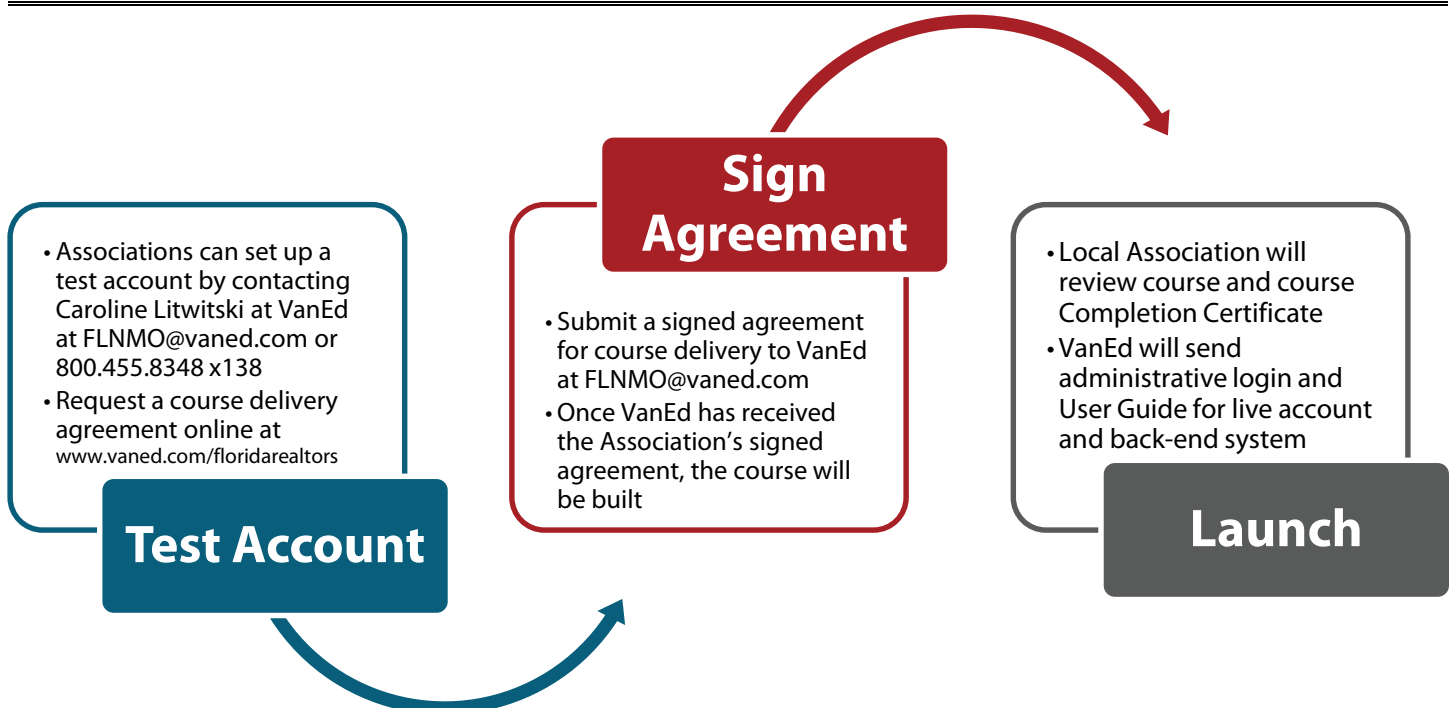 • Associations can set up a
test account by contacting
Caroline Litwitski at VanEd
at FLNMO@vaned.com or
800.455.8348 x138
• Request a course delivery
agreement online at
www.vaned.com/floridarealtors
Test Account
Sign
Agreement
• Submit a signed agreement
for course delivery to VanEd
at FLNMO@vaned.com
• Once VanEd has received
the Association’s signed
agreement, the course will
be built
• Local Association will
review course and course
Completion Certificate
• VanEd will send
administrative login and
User Guide for live account
and back-end system
Launch